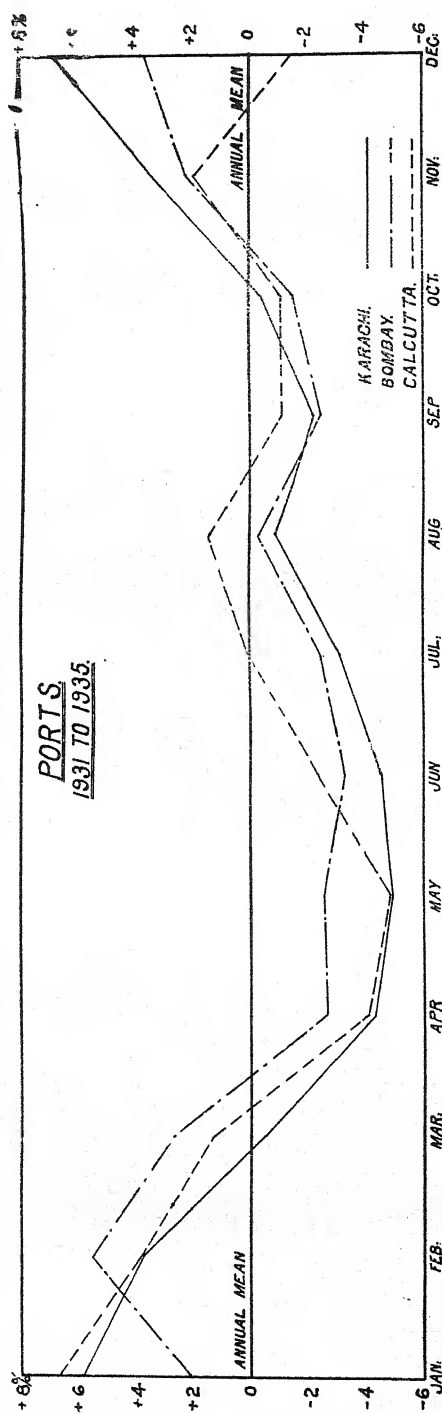 PORTS.
1931 TO 1935.
+8%
+6
+4
+2
0
-2
-4
-6
ANNUAL MEAN
ANNUAL MEAN
+4
+2
0
-2
-4
-6
KARACHI.
BOMBAY.
CALCUTTA.
JAN.
FEB.
MAR.
APR
MAY
JUN
JUL.
AUG
SEP
OCT.
NOV.
DEC.